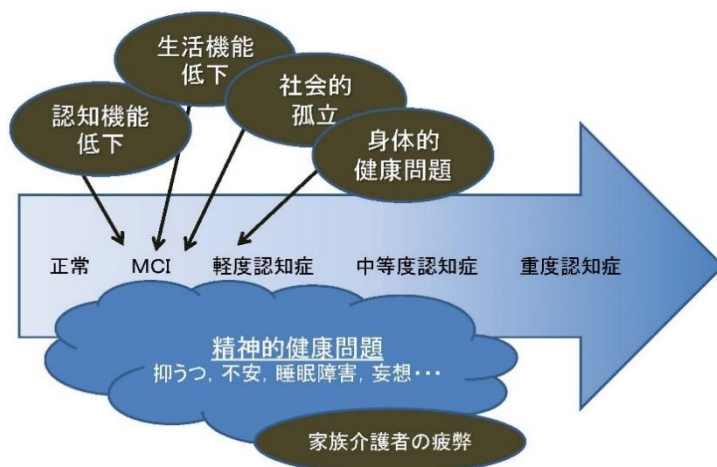 生活機能
低下
認知機能
低下
社会的
孤立
身体的
健康問題
正常 MCI 軽度認知症 中等度認知症 重度認知症
精神的健康問題
抑うつ，不安，睡眠障害，妄想・・・
家族介護者の疲弊